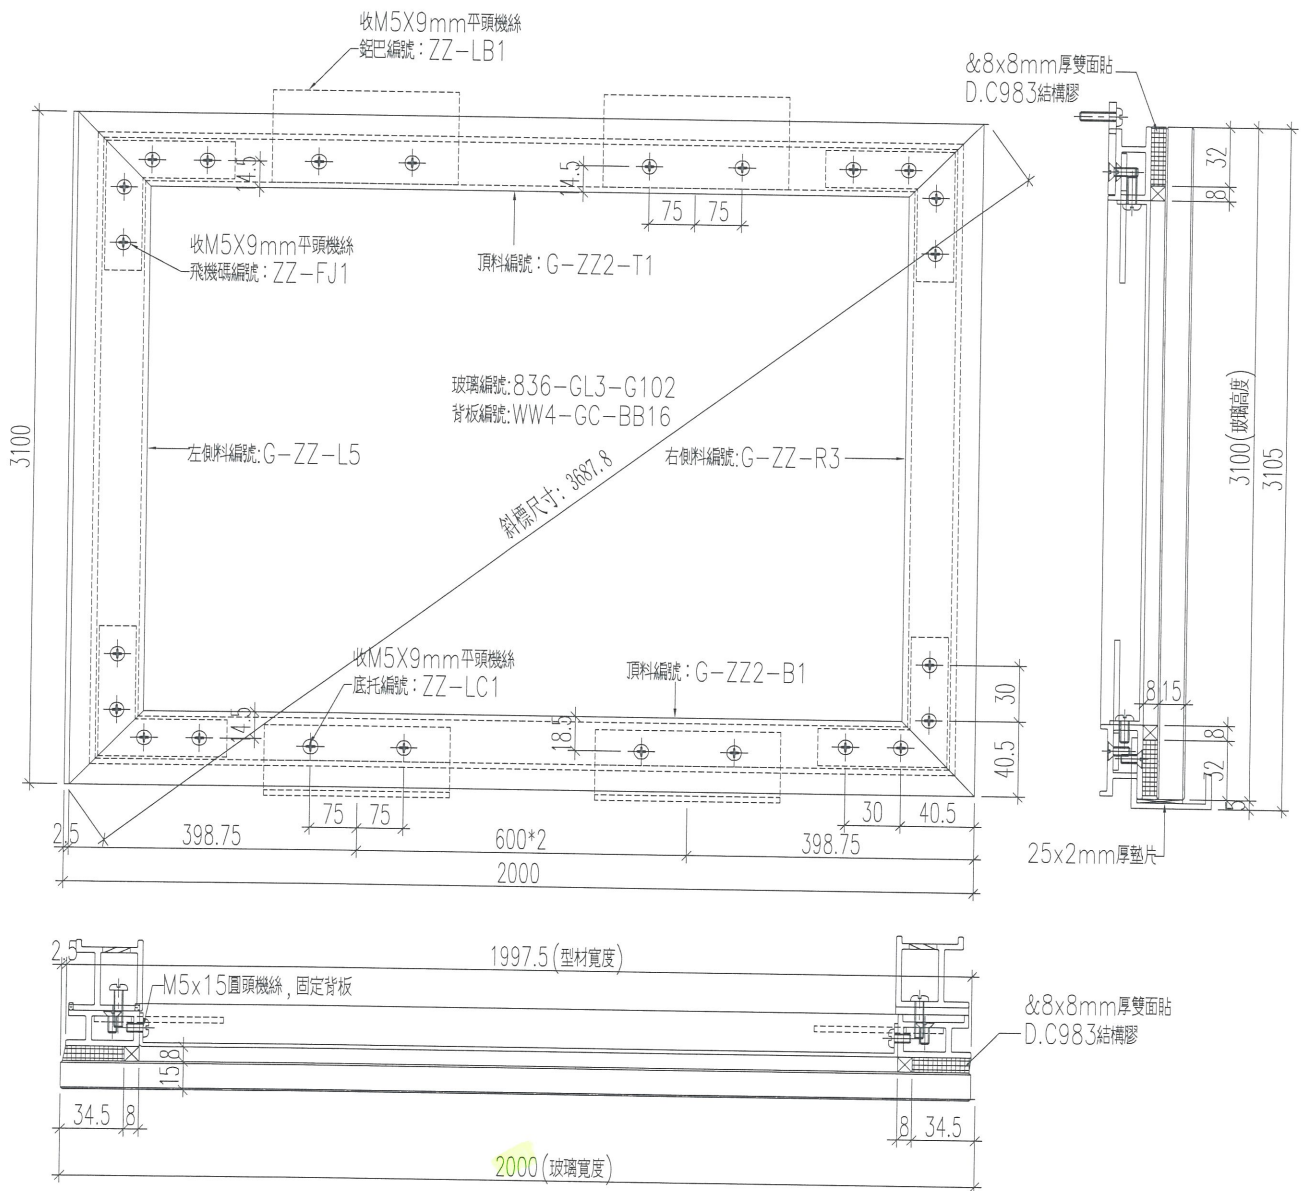 收M5X9mm平頭機絲
鋁巴編號：ZZ-LB1
&8x8mm厚雙面貼
D.C983結構膠
3100
14.5
14.5
75
75
收M5X9mm平頭機絲
飛機碼編號：ZZ-FJ1
頂料編號：G-ZZ2-T1
32
8
玻璃編號:836-GL3-G102
背板編號:WW4-GC-BB16
左側料編號:G-ZZ-L5
右側料編號:G-ZZ-R3
斜標尺寸：3687.8
3100(玻璃高度)
3105
收M5X9mm平頭機絲
底托編號：ZZ-LC1
頂料編號：G-ZZ2-B1
14.5
18.5
30
40.5
8
15
8
32
75
75
30
40.5
2.5
398.75
600*2
398.75
2000
25x2mm厚墊片
2.5
1997.5(型材寬度)
M5x15圓頭機絲,固定背板
&8x8mm厚雙面貼
D.C983結構膠
8
15
34.5
8
8
34.5
2000(玻璃寬度)